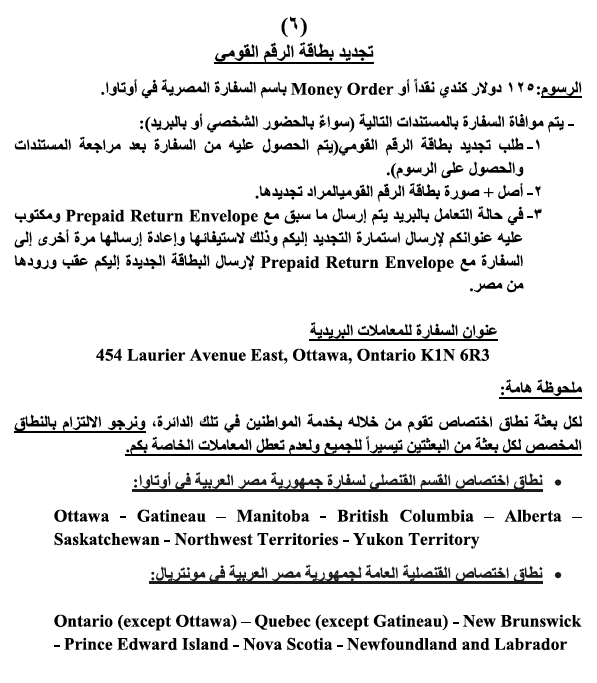 (٦)
تجديد بطاقة الرقم القومي
الرسوم: ١٢٥ دولار كندي نقداً أو Money Order باسم السفارة المصرية في أوتاوا.
- يتم موافاة السفارة بالمستندات التالية (سواءً بالحضور الشخصي أو بالبريد):
١- طلب تجديد بطاقة الرقم القومي(يتم الحصول عليه من السفارة بعد مراجعة المستندات
والحصول على الرسوم).
٢- أصل + صورة بطاقة الرقم القوميالمراد تجديدها.
٣- في حالة التعامل بالبريد يتم إرسال ما سبق مع Prepaid Return Envelope ومكتوب
عليه عنوانكم لإرسال استمارة التجديد إليكم وذلك لاستيفائها وإعادة إرسالها مرة أخرى إلى
السفارة مع Prepaid Return Envelope لإرسال البطاقة الجديدة إليكم عقب ورودها
من مصر.
عنوان السفارة للمعاملات البريدية
454 Laurier Avenue East, Ottawa, Ontario K1N 6R3
ملحوظة هامة:
لكل بعثة نطاق اختصاص تقوم من خلاله بخدمة المواطنين في تلك الدائرة، ونرجو الالتزام بالنطاق
المخصص لكل بعثة من البعثتين تيسيراً للجميع ولعدم تعطل المعاملات الخاصة بكم.
• نطاق اختصاص القسم القنصلي لسفارة جمهورية مصر العربية في أوتاوا:
Ottawa - Gatineau – Manitoba - British Columbia – Alberta –
Saskatchewan - Northwest Territories - Yukon Territory
• نطاق اختصاص القنصلية العامة لجمهورية مصر العربية في مونتريال:
Ontario (except Ottawa) – Quebec (except Gatineau) - New Brunswick
- Prince Edward Island - Nova Scotia - Newfoundland and Labrador